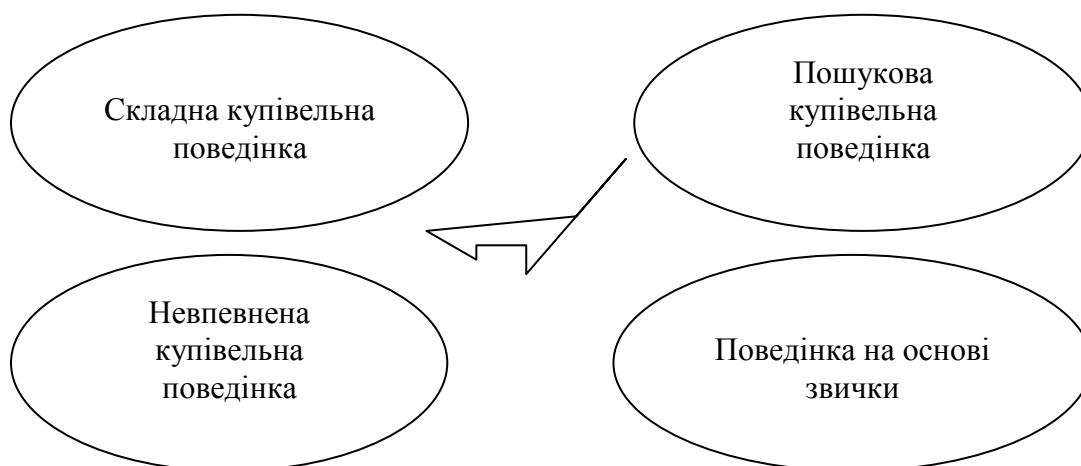 Складна купівельна
поведінка
Пошукова
купівельна
поведінка
Невпевнена
купівельна
поведінка
Поведінка на основі
звички